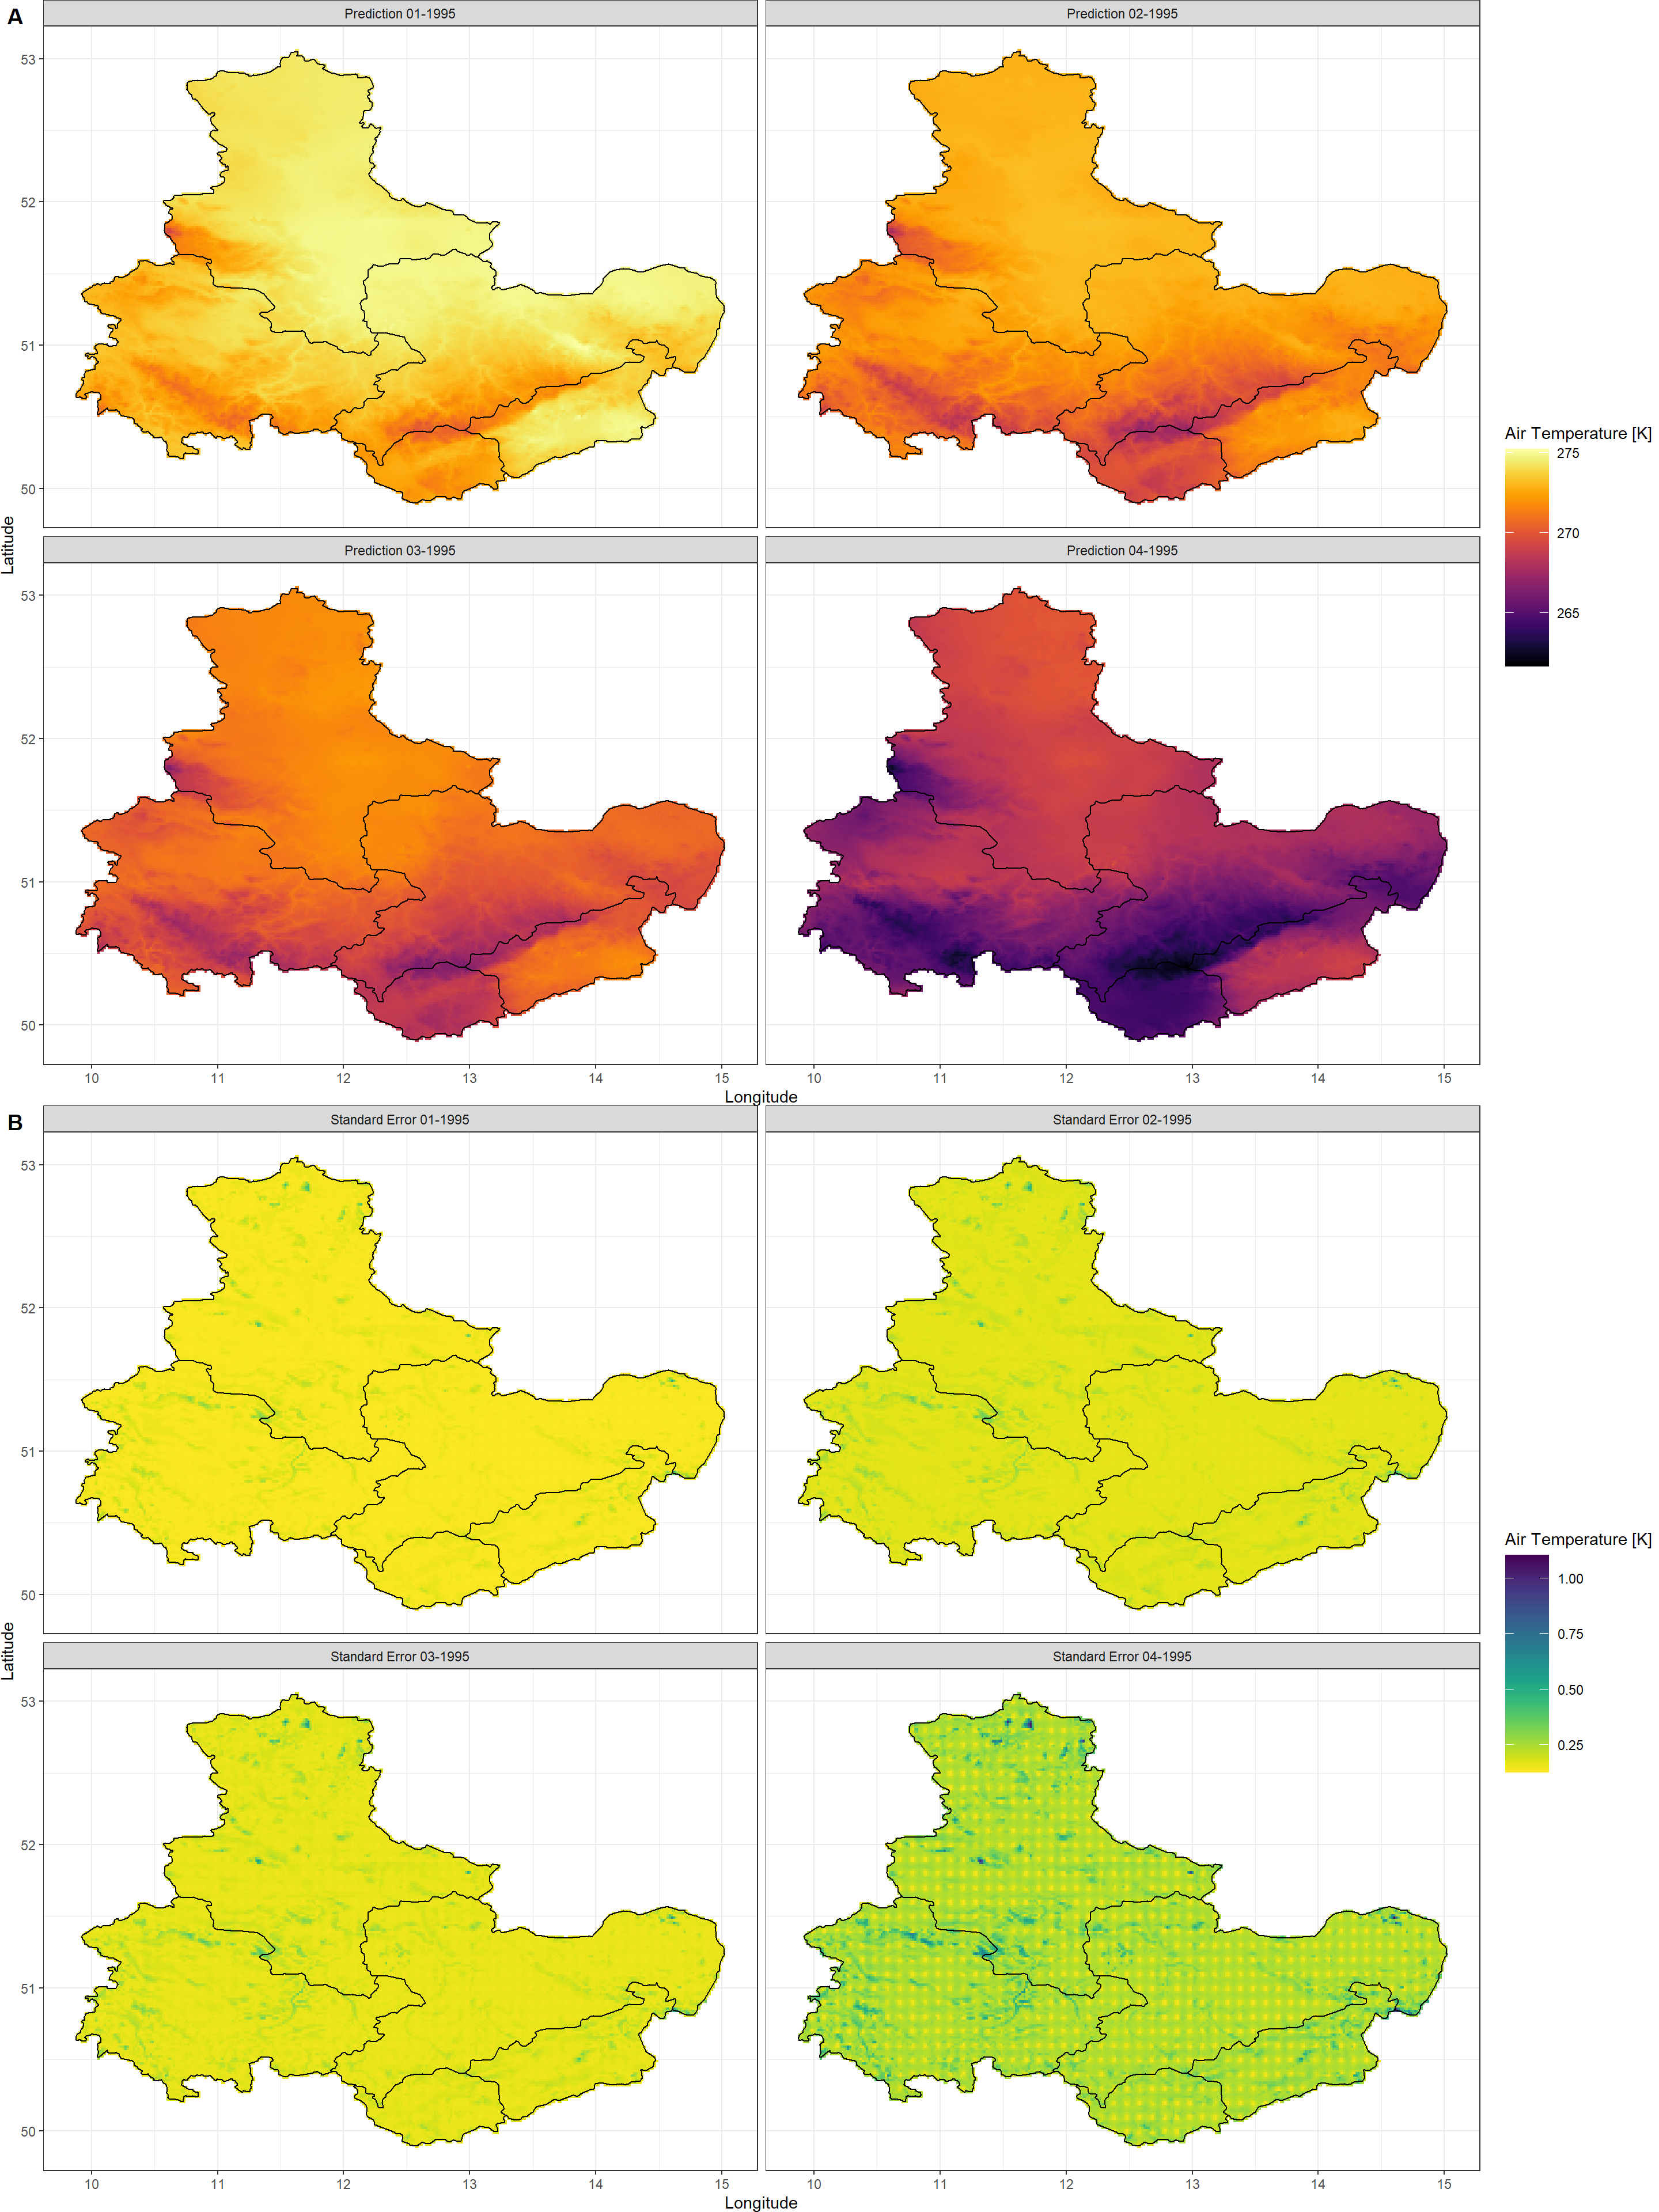 A
Prediction 01-1995
Prediction 02-1995
53
52
51
50
Latitude
Prediction 03-1995
Prediction 04-1995
53
52
51
50
10 11 12 13 14 15
10 11 12 13 14 15
Longitude
Air Temperature [K]
275
270
265
B
Standard Error 01-1995
Standard Error 02-1995
53
52
51
50
Latitude
Standard Error 03-1995
Standard Error 04-1995
53
52
51
50
10 11 12 13 14 15
10 11 12 13 14 15
Longitude
Air Temperature [K]
1.00
0.75
0.50
0.25